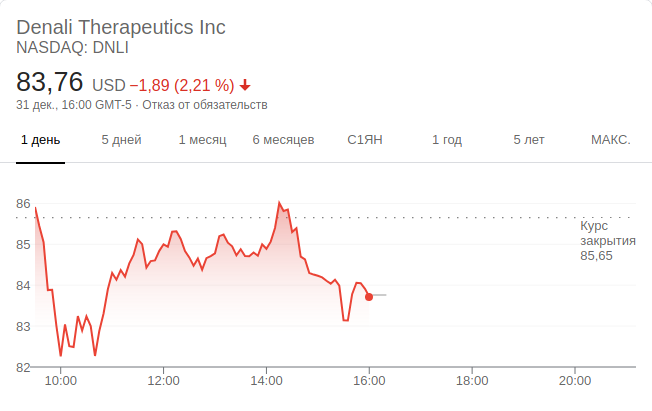 Denali Therapeutics Inc
NASDAQ: DNLI
83,76 USD −1,89 (2,21 %)
31 дек., 16:00 GMT-5 · Отказ от обязательств
1 день 5 дней 1 месяц 6 месяцев С1ЯН 1 год 5 лет МАКС.
86
Курс
закрытия
85,65
85
84
83
82
10:00 12:00 14:00 16:00 18:00 20:00